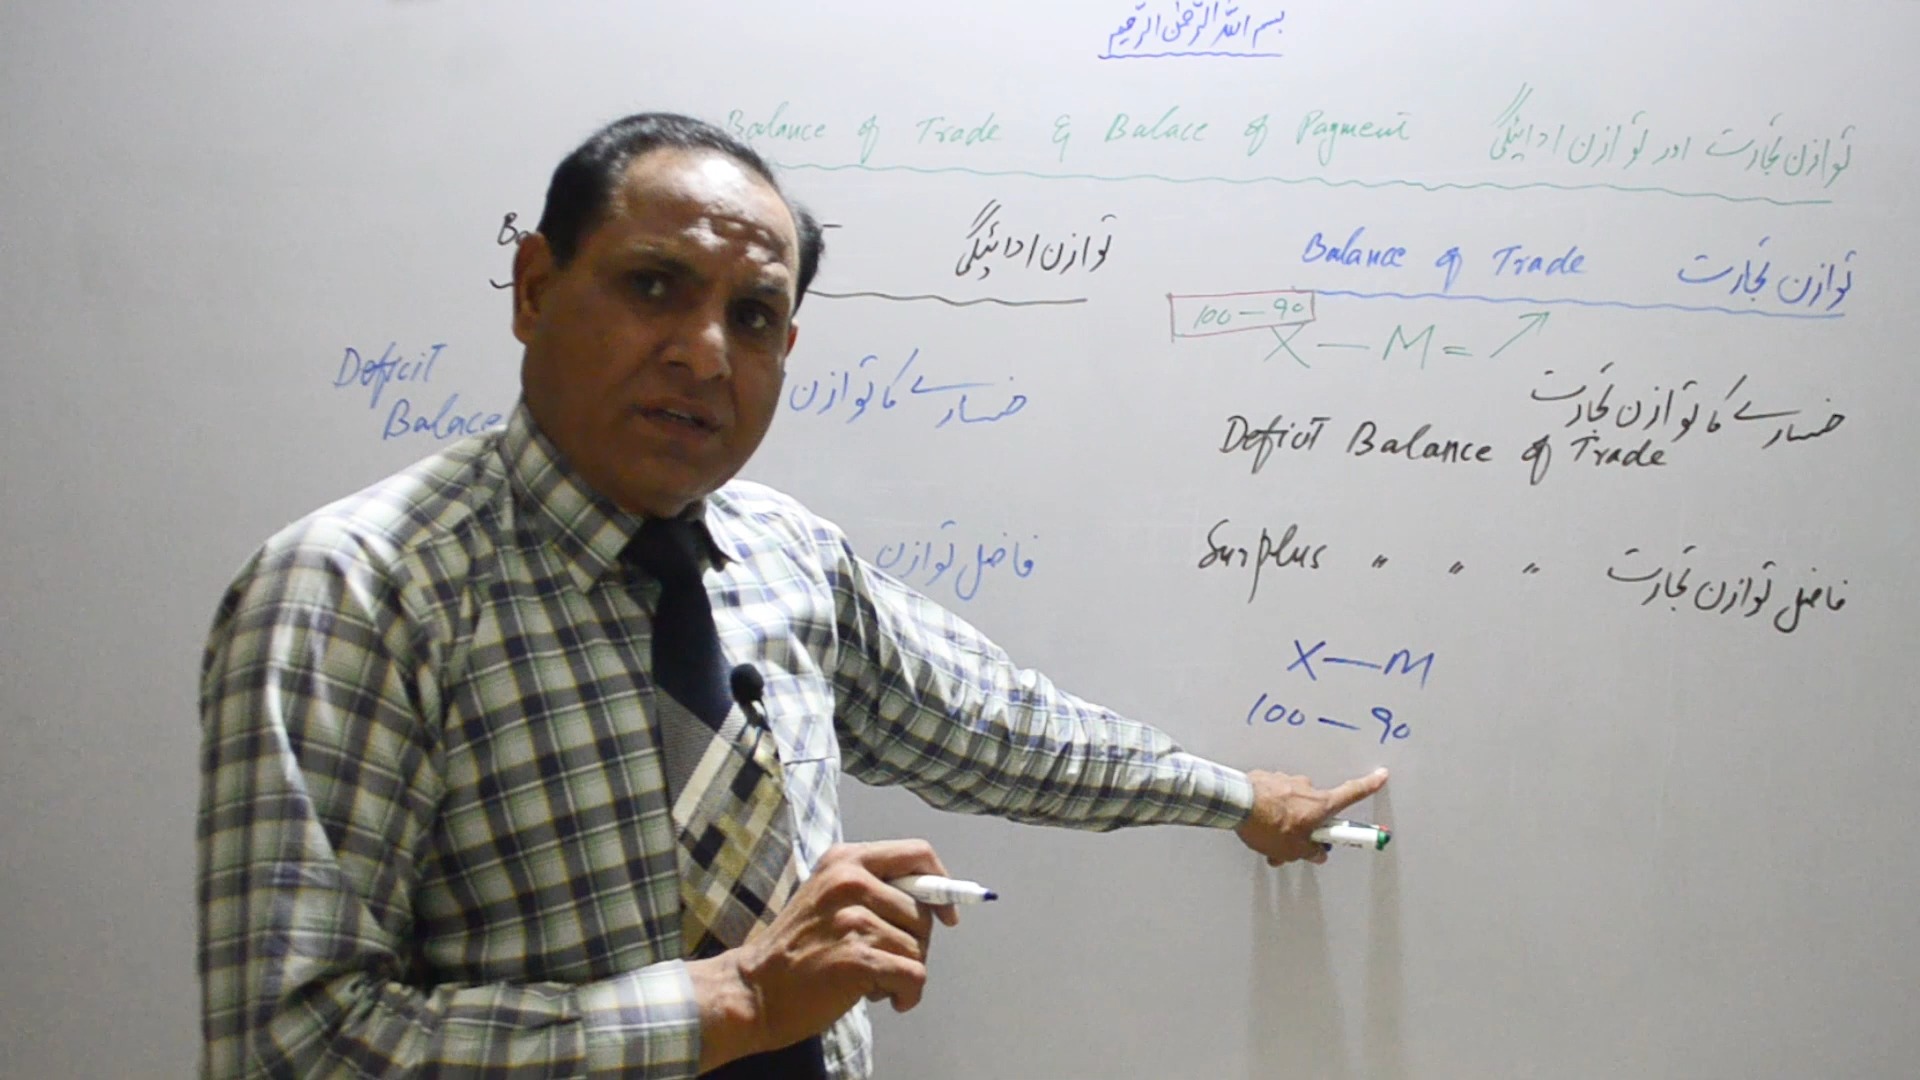 بسم اللہ الرحمٰن الرحیم
Balance of Trade & Balace of Payment توازن تجارت اور توازن ادائیگی
توازن ادائیگی
Balance of Trade توازن تجارت
100 — 90
X — M = ↗
Deficit
Balace
خسارے کا توازن
خسارے کا توازن تجارت
Deficit Balance of Trade
فاضل توازن
Surplus " " " فاضل توازن تجارت
X — M
100 — 90